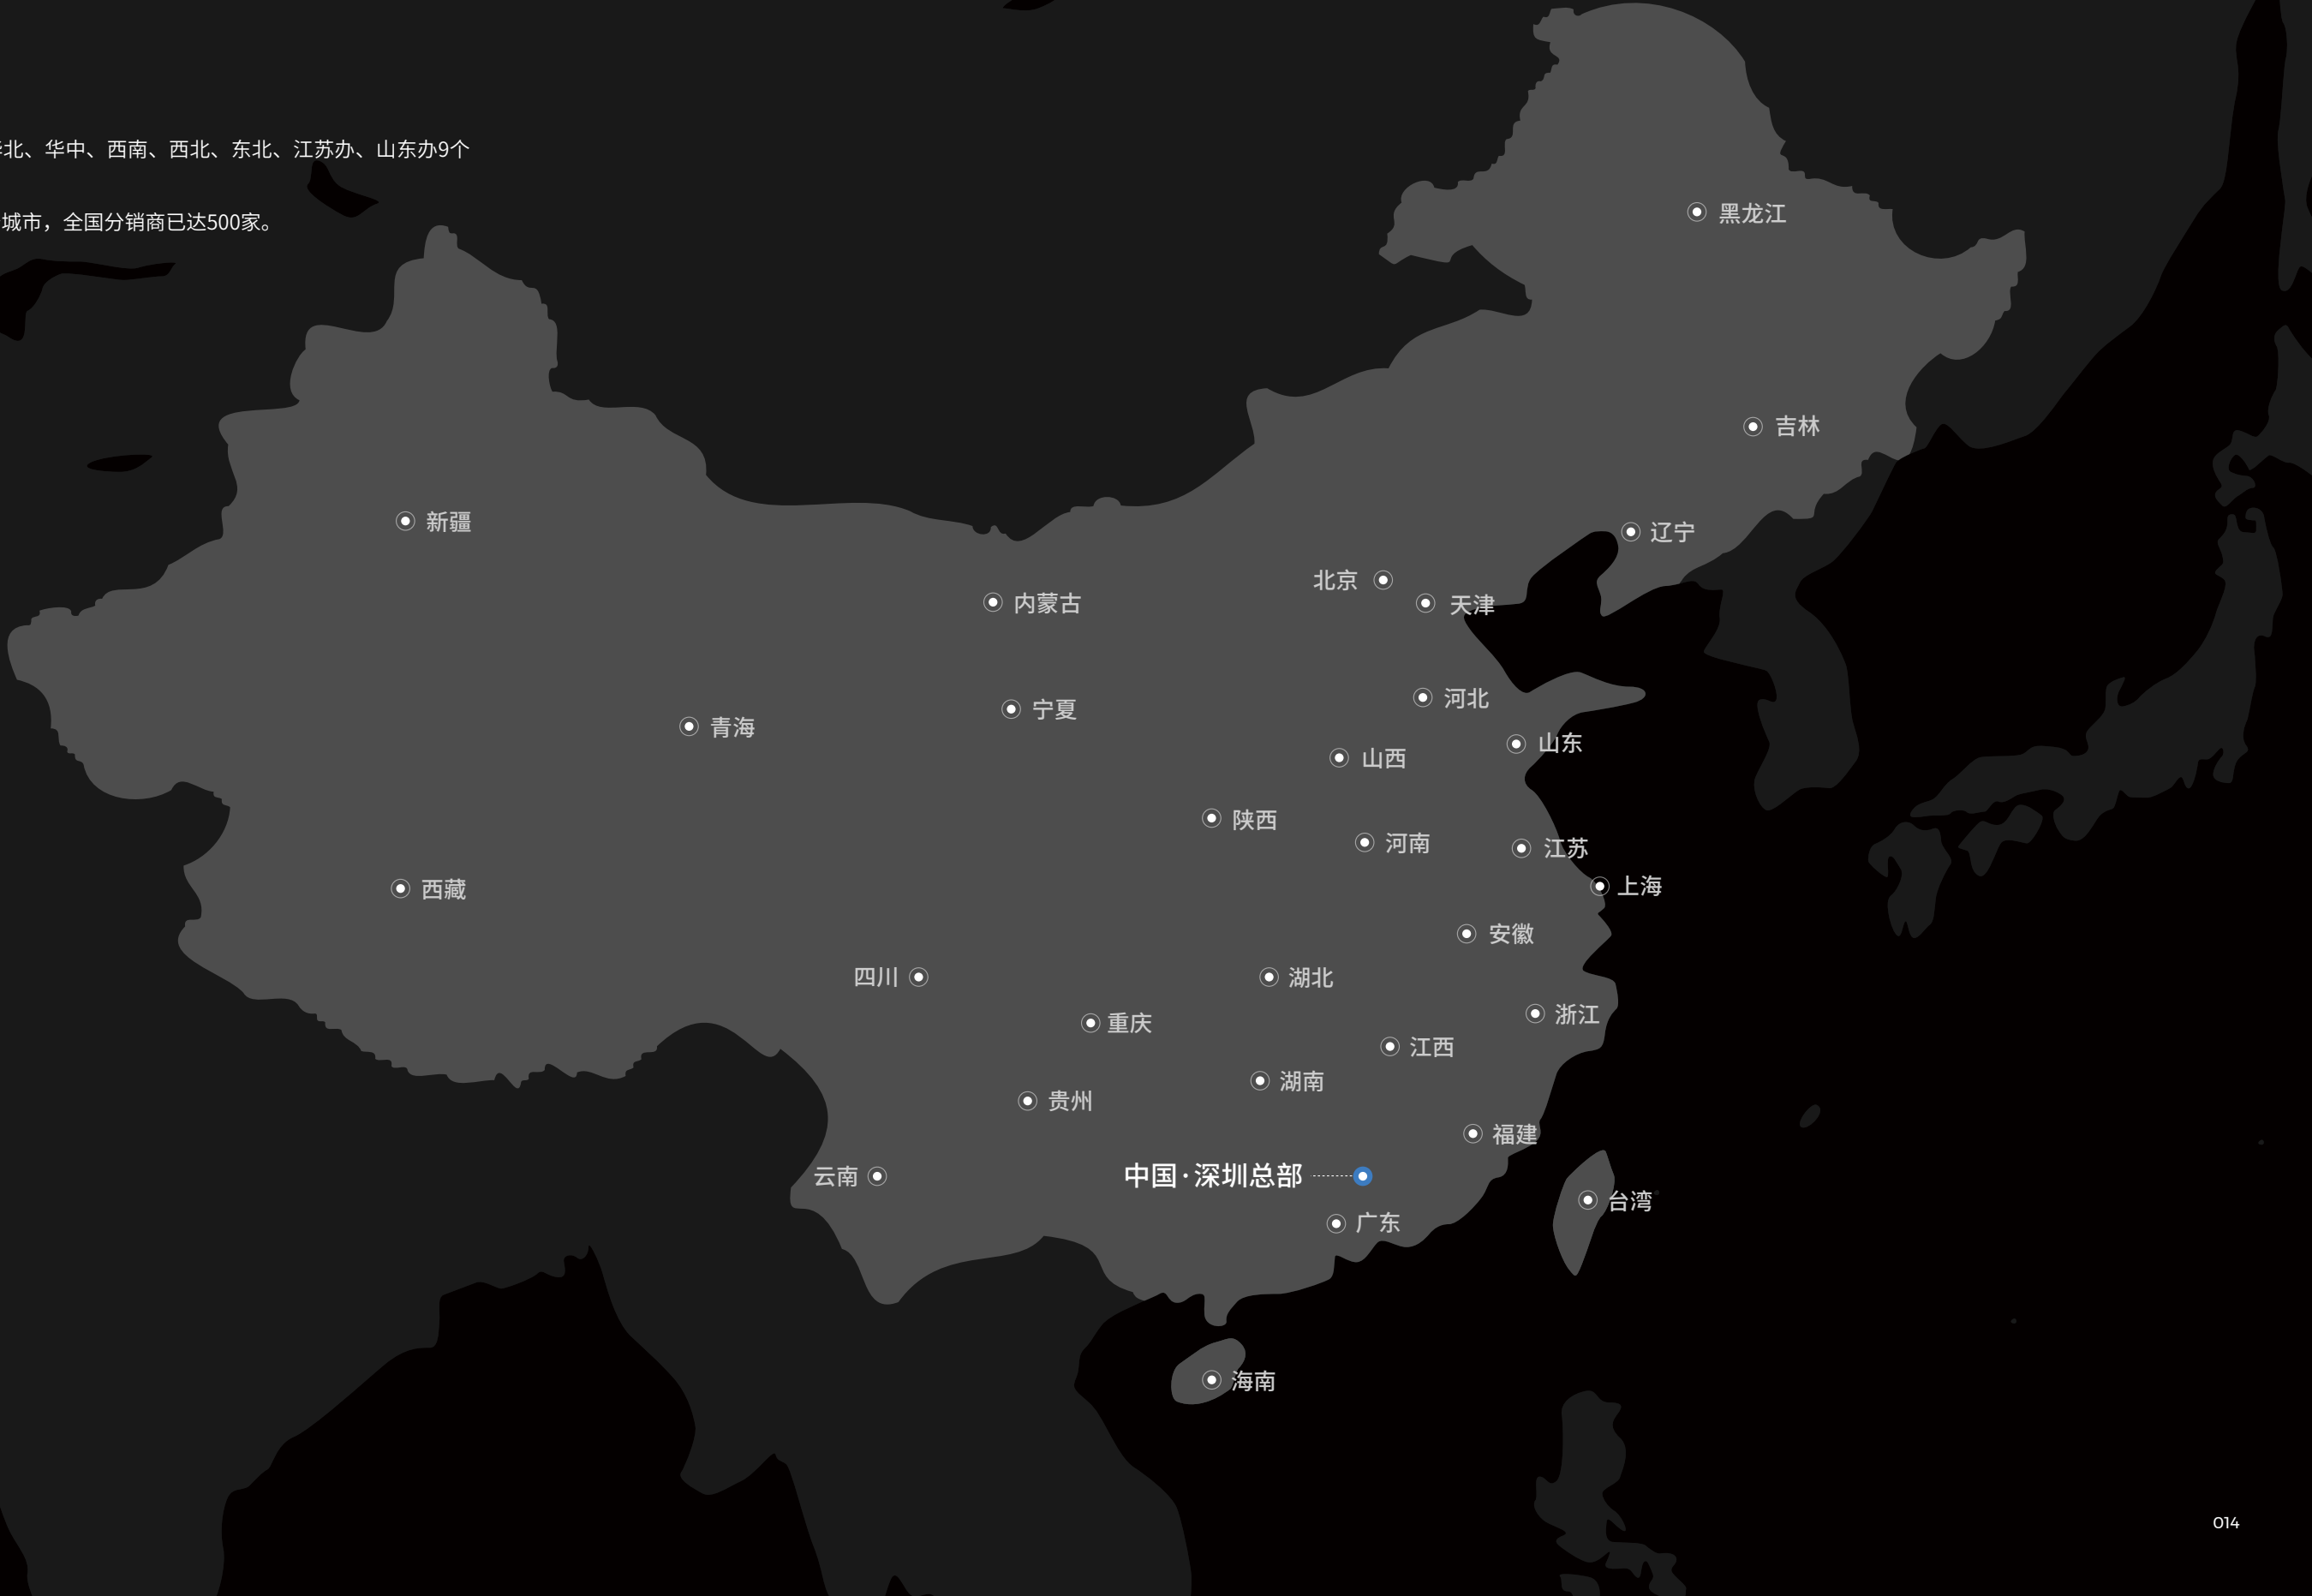 北、华中、西南、西北、东北、江苏办、山东办9个
城市，全国分销商已达500家。
黑龙江
吉林
新疆
辽宁
北京
内蒙古
天津
河北
宁夏
青海
山东
山西
陕西
河南
江苏
上海
西藏
安徽
四川
湖北
浙江
重庆
江西
湖南
贵州
福建
云南
中国·深圳总部
台湾
广东
海南
014